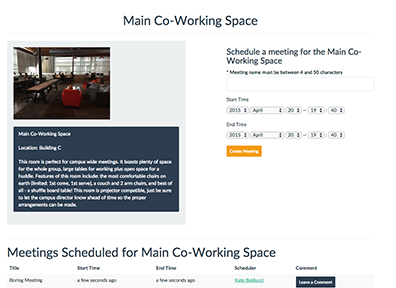 Main Co-Working Space
Schedule a meeting for the Main Co-
Working Space
* Meeting name must be between 4 and 50 characters
Start Time
2015 April 20 — 19 : 40
End Time
2015 April 20 — 19 : 40
Create Meeting
Main Co-Working Space
Location: Building C
This room is perfect for campus wide meetings, it boasts plenty of space
for the whole group, large tables for working plus open space for a
huddle. Features of this room include: the most comfortable chairs on
earth (limited: 1st come, 1st serve), a couch and 2 arm chairs, and best
of all - a shuffle board table! This room is projector compatible, just be sure
to let the campus director know ahead of time so the proper
arrangements can be made.
Meetings Scheduled for Main Co-Working Space
Title Start Time End Time Scheduler Comment
Boring Meeting a few seconds ago a few seconds ago Kate Balducci Leave a Comment